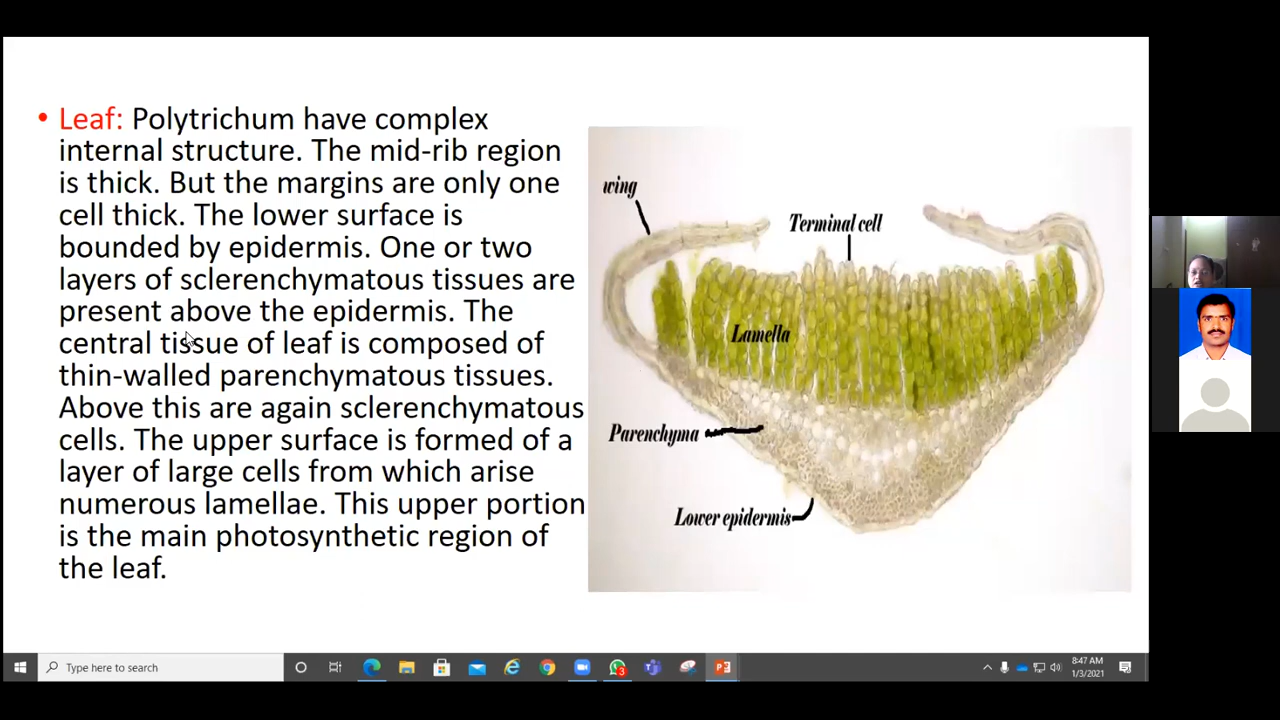 • Leaf: Polytrichum have complex
internal structure. The mid-rib region
is thick. But the margins are only one
cell thick. The lower surface is
bounded by epidermis. One or two
layers of sclerenchymatous tissues are
present above the epidermis. The
central tissue of leaf is composed of
thin-walled parenchymatous tissues.
Above this are again sclerenchymatous
cells. The upper surface is formed of a
layer of large cells from which arise
numerous lamellae. This upper portion
is the main photosynthetic region of
the leaf.
wing
Terminal cell
Lamella
Parenchyma
Lower epidermis
Type here to search
3
8:47 AM
1/3/2021